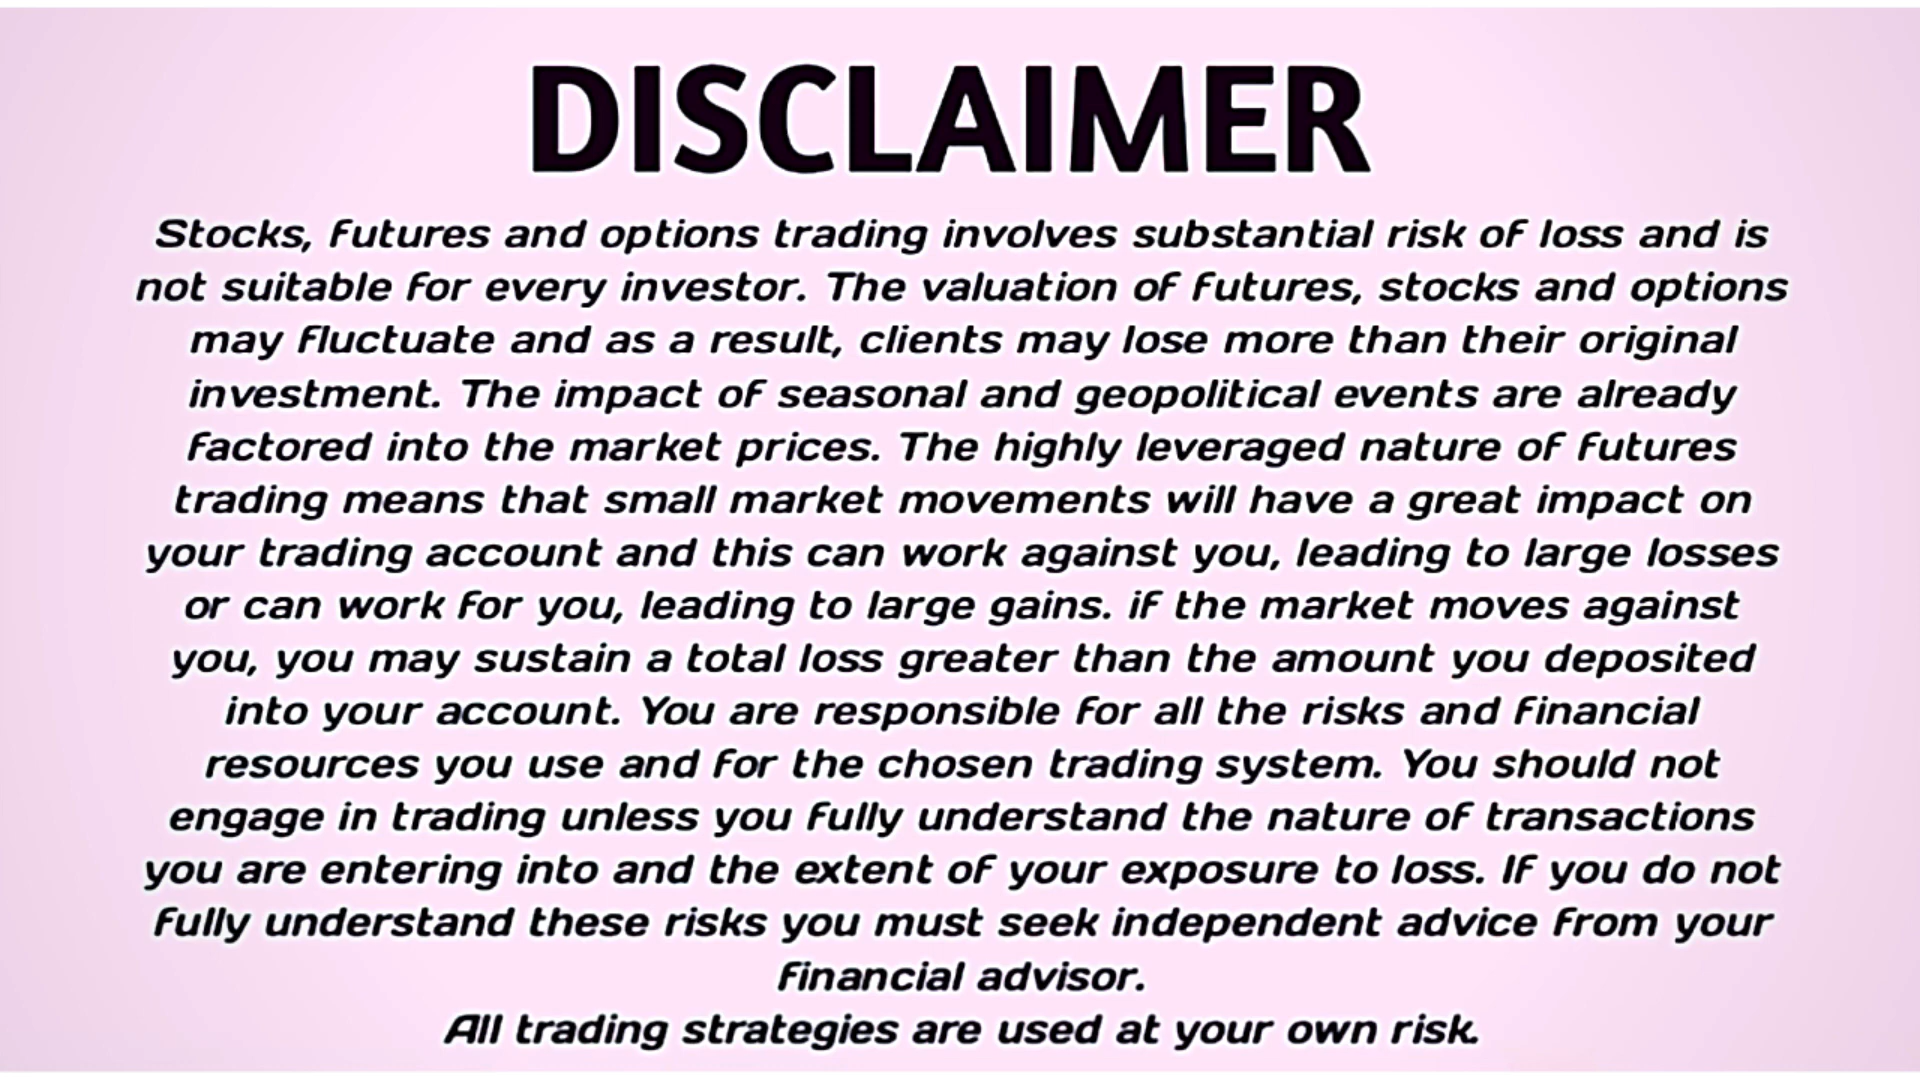 DISCLAIMER
Stocks, futures and options trading involves substantial risk of loss and is
not suitable for every investor. The valuation of futures, stocks and options
may fluctuate and as a result, clients may lose more than their original
investment. The impact of seasonal and geopolitical events are already
factored into the market prices. The highly leveraged nature of futures
trading means that small market movements will have a great impact on
your trading account and this can work against you, leading to large losses
or can work for you, leading to large gains. if the market moves against
you, you may sustain a total loss greater than the amount you deposited
into your account. You are responsible for all the risks and financial
resources you use and for the chosen trading system. You should not
engage in trading unless you fully understand the nature of transactions
you are entering into and the extent of your exposure to loss. If you do not
fully understand these risks you must seek independent advice from your
financial advisor.
All trading strategies are used at your own risk.